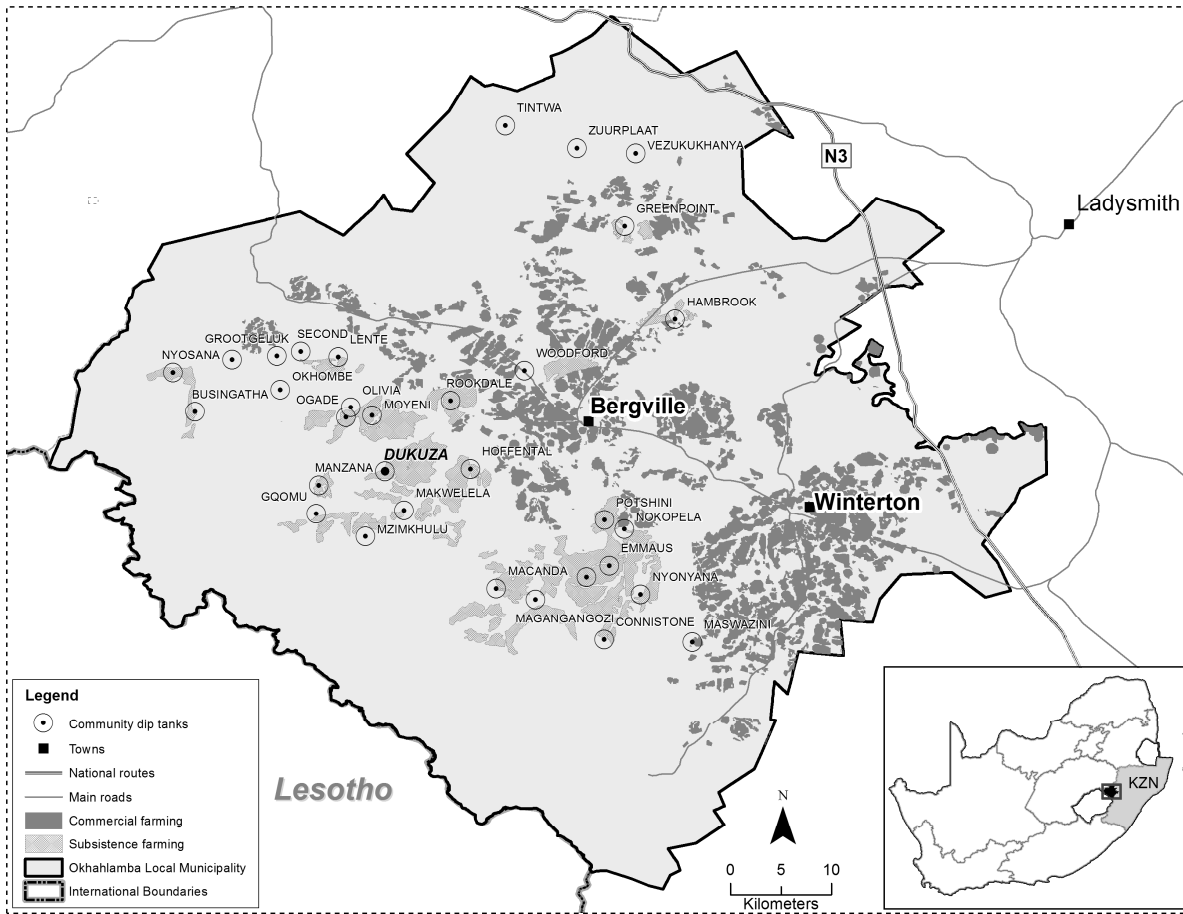 TINTWA
ZUURPLAAT
VEZUKUKHANYA
N3
Ladysmith
GREENPOINT
HAMBROOK
SECOND
GROOTGELUK
LENTE
NYOSANA
WOODFORD
OKHOMBE
ROOKDALE
BUSINGATHA
OLIVIA
OGADE
MOYENI
Bergville
DUKUZA
HOFFENTAL
MANZANA
GQOMU
MAKWELELA
POTSHINI
Winterton
NOKOPELA
MZIMKHULU
EMMAUS
MACANDA
NYONYANA
MAGANGANGOZI
CONNISTONE
MASWAZINI
Lesotho
Legend
Community dip tanks
Towns
National routes
Main roads
Commercial farming
Subsistence farming
Okhahlamba Local Municipality
International Boundaries
N
0 5 10
Kilometers
KZN